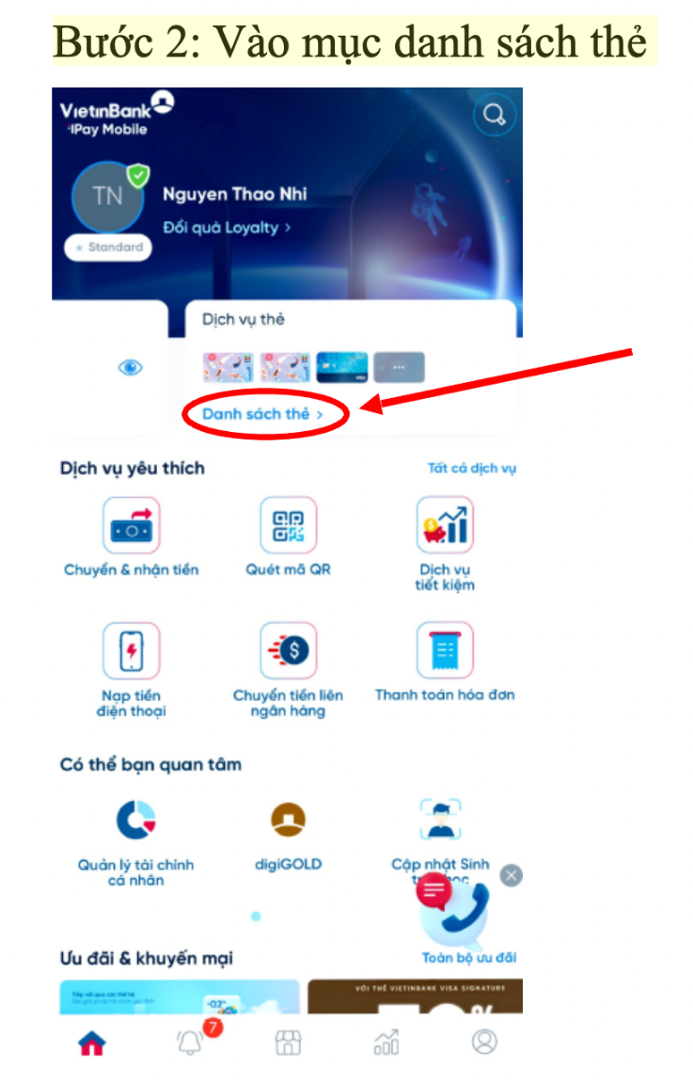 Bước 2: Vào mục danh sách thẻ
VietinBank
iPay Mobile
TN
Nguyen Thao Nhi
Đổi quà Loyalty >
Standard
Dịch vụ thẻ
Danh sách thẻ >
Dịch vụ yêu thích
Tất cả dịch vụ
Chuyển & nhận tiền
Quét mã QR
Dịch vụ
tiết kiệm
Nạp tiền
điện thoại
Chuyển tiền liên
ngân hàng
Thanh toán hóa đơn
Có thể bạn quan tâm
Quản lý tài chính
cá nhân
digiGOLD
Cập nhật Sinh
Ưu đãi & khuyến mại
Toàn bộ ưu đãi
VỚI THẺ VIETINBANK VISA SIGNATURE
7